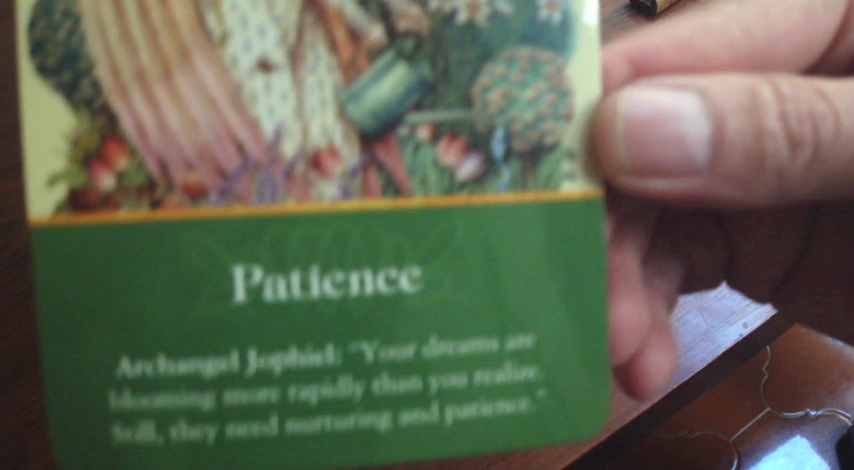 Patience
Archangel Jophiel: "Your dreams are
blooming more rapidly than you realize.
Still, they need nurturing and patience."